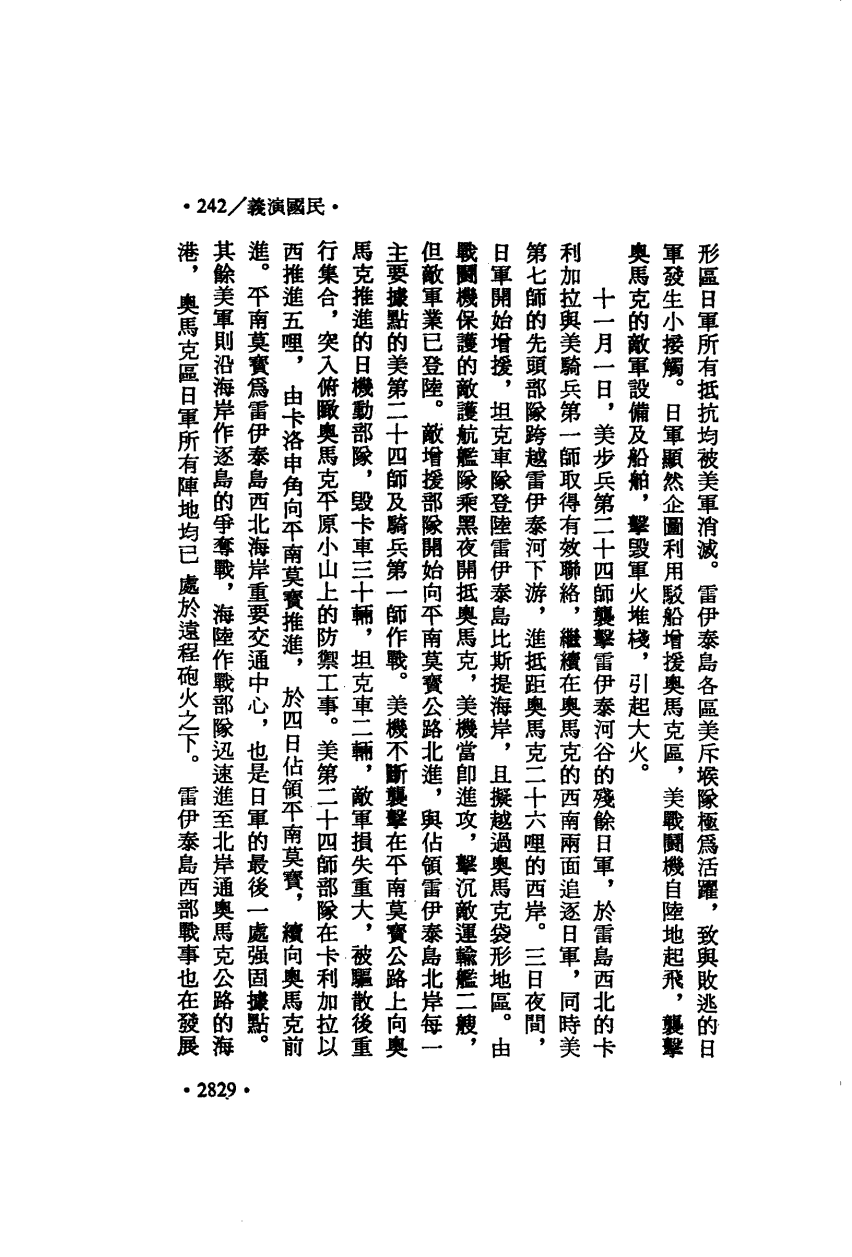 •242／義演國民•
形區日軍所有抵抗均被美軍消滅。雷伊泰島各區美斥堠隊極爲活躍，致與敗逃的日
軍發生小接觸。日軍顯然企圖利用駁船增援奧馬克區，美戰鬭機自陸地起飛，襲擊
奧馬克的敵軍設備及船舶，擊毀軍火堆棧，引起大火。
十一月一日，美步兵第二十四師襲擊雷伊泰河谷的殘餘日軍，於雷島西北的卡
利加拉與美騎兵第一師取得有效聯絡，繼續在奧馬克的西南兩面追逐日軍，同時美
第七師的先頭部隊跨越雷伊泰河下游，進抵距奧馬克二十六哩的西岸。三日夜間，
日軍開始增援，坦克車隊登陸雷伊泰島比斯提海岸，且擬越過奧馬克袋形地區。由
戰鬭機保護的敵護航艦隊乘黑夜開抵奧馬克，美機當卽進攻，擊沉敵運輸艦二艘，
但敵軍業已登陸。敵增援部隊開始向平南莫寶公路北進，與佔領雷伊泰島北岸每一
主要據點的美第二十四師及騎兵第一師作戰。美機不斷襲擊在平南莫寶公路上向奧
馬克推進的日機動部隊，毀卡車三十輛，坦克車二輛，敵軍損失重大，被驅散後重
行集合，突入俯瞰奧馬克平原小山上的防禦工事。美第二十四師部隊在卡利加拉以
西推進五哩，由卡洛申角向平南莫寶推進，於四日佔領平南莫寶，續向奧馬克前
進。平南莫寶爲雷伊泰島西北海岸重要交通中心，也是日軍的最後一處强固據點。
其餘美軍則沿海岸作逐島的爭奪戰，海陸作戰部隊迅速進至北岸通奧馬克公路的海
港，奧馬克區日軍所有陣地均已處於遠程砲火之下。雷伊泰島西部戰事也在發展
•2829•